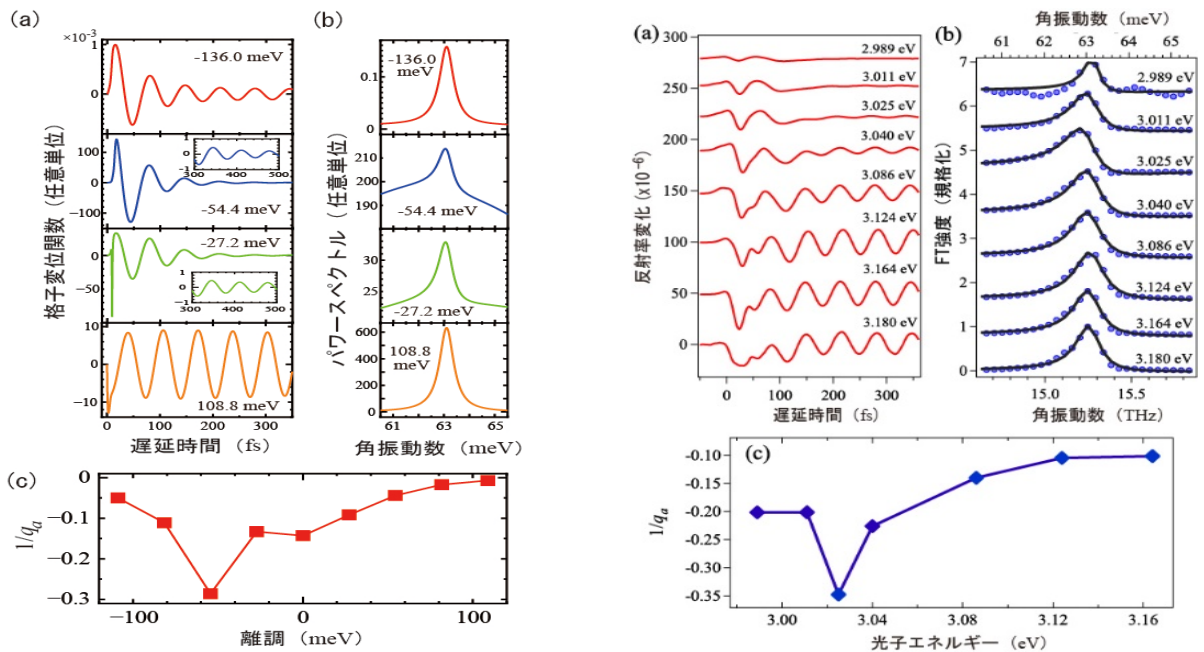 (a)
×10⁻³
1
0
-136.0 meV
100
0
−100
1
0
−1
300
400
500
-54.4 meV
0
−50
-27.2 meV
1
0
−1
300
400
500
10
0
−10
108.8 meV
0
100
200
300
格子変位関数（任意単位）
遅延時間（fs）
(b)
0.1
0
-136.0
meV
210
200
190
-54.4 meV
30
25
-27.2 meV
600
400
200
0
108.8
meV
61
63
65
パワースペクトル（任意単位）
角振動数（meV）
(c)
0
−0.1
−0.2
−0.3
1/qa
−100
0
100
離調（meV）
(a)
300
250
200
150
100
50
0
反射率変化(x10⁻⁶)
2.989 eV
3.011 eV
3.025 eV
3.040 eV
3.086 eV
3.124 eV
3.164 eV
3.180 eV
0
100
200
300
遅延時間（fs）
角振動数（meV）
61
62
63
64
65
(b)
7
6
5
4
3
2
1
0
FT強度（規格化）
2.989 eV
3.011 eV
3.025 eV
3.040 eV
3.086 eV
3.124 eV
3.164 eV
3.180 eV
15.0
15.5
角振動数（THz）
(c)
-0.10
-0.15
-0.20
-0.25
-0.30
-0.35
1/qa
3.00
3.04
3.08
3.12
3.16
光子エネルギー（eV）